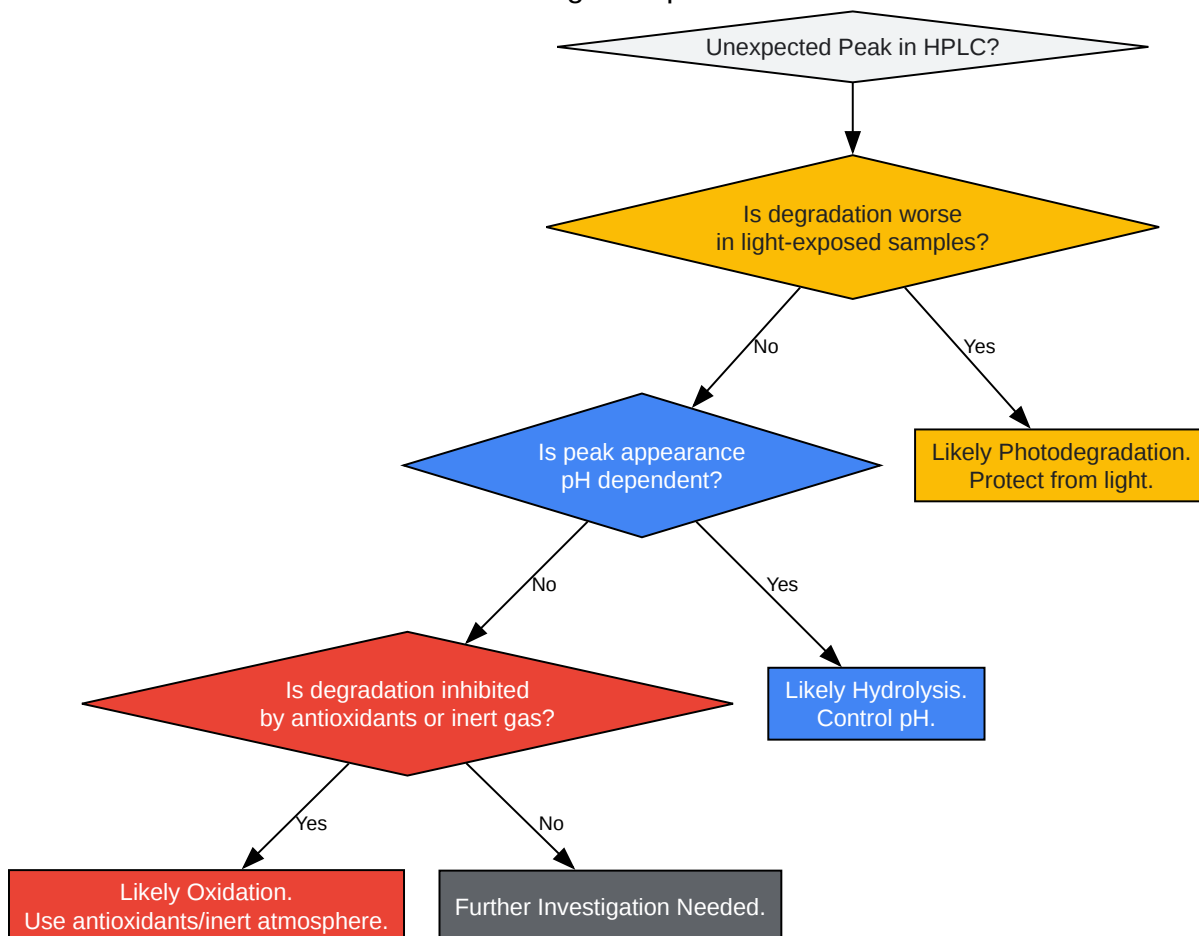 Unexpected Peak in HPLC?
Is degradation worse
in light-exposed samples?
No
Yes
Is peak appearance
pH dependent?
Likely Photodegradation.
Protect from light.
No
Yes
Is degradation inhibited
by antioxidants or inert gas?
Likely Hydrolysis.
Control pH.
Yes
No
Likely Oxidation.
Use antioxidants/inert atmosphere.
Further Investigation Needed.